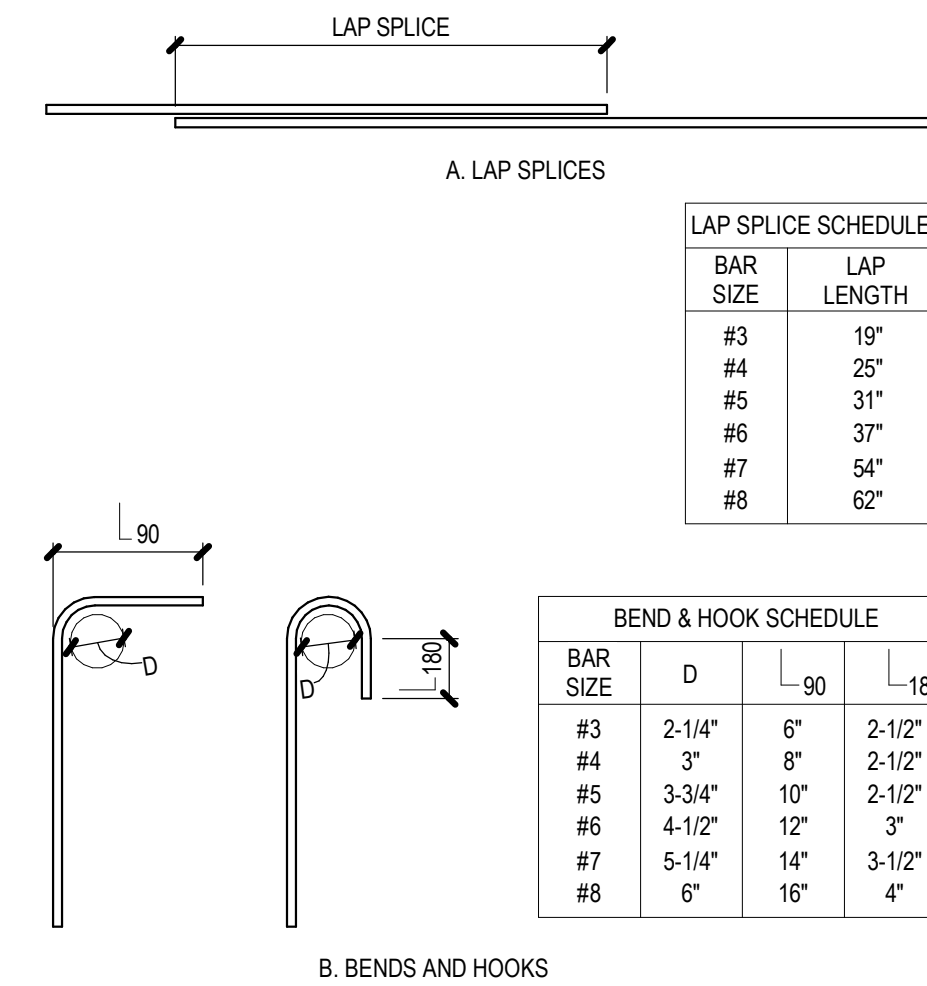 LAP SPLICE
A. LAP SPLICES
LAP SPLICE SCHEDULE
BAR SIZE LAP LENGTH
#3 19"
#4 25"
#5 31"
#6 37"
#7 54"
#8 62"
90
D
D
180
BEND & HOOK SCHEDULE
BAR SIZE D 90
#3 2-1/4" 6" 2-1/2"
#4 3" 8" 2-1/2"
#5 3-3/4" 10" 2-1/2"
#6 4-1/2" 12" 3"
#7 5-1/4" 14" 3-1/2"
#8 6" 16" 4"
B. BENDS AND HOOKS